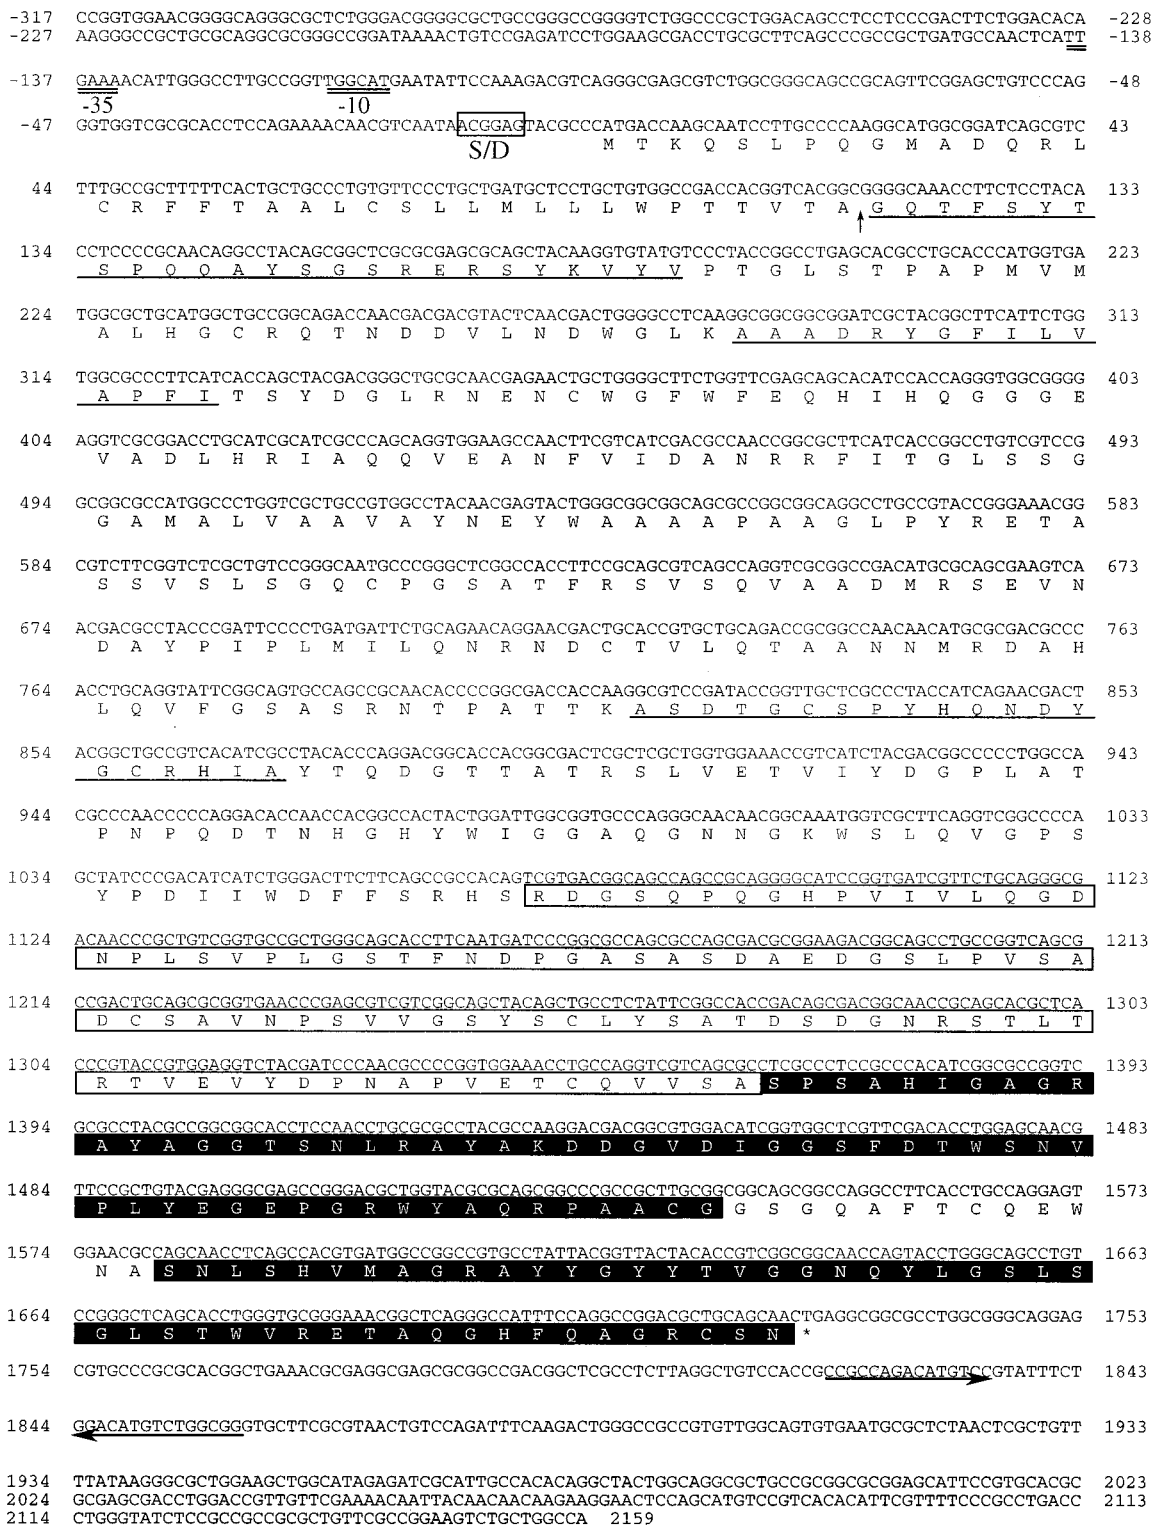 -317 CCGGTGGAACGGGGCAGGGCGCTCTGGGACGGGGCGCTGCCGGGCCGGGGTCTGGCCCGCTGGACAGCCTCCTCCCGACTTCTGGACACA -228
-227 AAGGGCCGCTGCGCAGGCGCGGGCCGGATAAAACTGTCCGAGATCCTGGAAGCGACCTGCGCTTCAGCCCGCCGCTGATGCCAACTCATT -138
-137 GAAAACATTGGGCCTTGCCGGTTGGCATGAATATTCCAAAGACGTCAGGGCGAGCGTCTGGCGGGCAGCCGCAGTTCGGAGCTGTCCCAG -48
-35 -10
-47 GGTGGTCGCGCACCTCCAGAAAACAACGTCAATAACGGAGTACGCCCATGACCAAGCAATCCTTGCCCCAAGGCATGGCGGATCAGCGTC 43
S/D M T K Q S L P Q G M A D Q R L
44 TTTGCCGCTTTTTCACTGCTGCCCTGTGTTCCCTGCTGATGCTCCTGCTGTGGCCGACCACGGTCACGGCGGGGCAAACCTTCTCCTACA 133
C R F F T A A L C S L L M L L L W P T T V T A G Q T F S Y T
134 CCTCCCCGCAACAGGCCTACAGCGGCTCGCGCGAGCGCAGCTACAAGGTGTATGTCCCTACCGGCCTGAGCACGCCTGCACCCATGGTGA 223
S P Q Q A Y S G S R E R S Y K V Y V P T G L S T P A P M V M
224 TGGCGCTGCATGGCTGCCGGCAGACCAACGACGACGTACTCAACGACTGGGGCCTCAAGGCGGCGGCGGATCGCTACGGCTTCATTCTGG 313
A L H G C R Q T N D D V L N D W G L K A A A D R Y G F I L V
314 TGGCGCCCTTCATCACCAGCTACGACGGGCTGCGCAACGAGAACTGCTGGGGCTTCTGGTTCGAGCAGCACATCCACCAGGGTGGCGGGG 403
A P F I T S Y D G L R N E N C W G F W F E Q H I H Q G G G E
404 AGGTCGCGGACCTGCATCGCATCGCCCAGCAGGTGGAAGCCAACTTCGTCATCGACGCCAACCGGCGCTTCATCACCGGCCTGTCGTCCG 493
V A D L H R I A Q Q V E A N F V I D A N R R F I T G L S S G
494 GCGGCGCCATGGCCCTGGTCGCTGCCGTGGCCTACAACGAGTACTGGGCGGCGGCAGCGCCGGCGGCAGGCCTGCCGTACCGGGAAACGG 583
G A M A L V A A V A Y N E Y W A A A A P A A G L P Y R E T A
584 CGTCTTCGGTCTCGCTGTCCGGGCAATGCCCGGGCTCGGCCACCTTCCGCAGCGTCAGCCAGGTCGCGGCCGACATGCGCAGCGAAGTCA 673
S S V S L S G Q C P G S A T F R S V S Q V A A D M R S E V N
674 ACGACGCCTACCCGATTCCCCTGATGATTCTGCAGAACAGGAACGACTGCACCGTGCTGCAGACCGCGGCCAACAACATGCGCGACGCCC 763
D A Y P I P L M I L Q N R N D C T V L Q T A A N N M R D A H
764 ACCTGCAGGTATTCGGCAGTGCCAGCCGCAACACCCCGGCGACCACCAAGGCGTCCGATACCGGTTGCTCGCCCTACCATCAGAACGACT 853
L Q V F G S A S R N T P A T T K A S D T G C S P Y H Q N D Y
854 ACGGCTGCCGTCACATCGCCTACACCCAGGACGGCACCACGGCGACTCGCTCGCTGGTGGAAACCGTCATCTACGACGGCCCCCTGGCCA 943
G C R H I A Y T Q D G T T A T R S L V E T V I Y D G P L A T
944 CGCCCAACCCCCAGGACACCAACCACGGCCACTACTGGATTGGCGGTGCCCAGGGCAACAACGGCAAATGGTCGCTTCAGGTCGGCCCCA 1033
P N P Q D T N H G H Y W I G G A Q G N N G K W S L Q V G P S
1034 GCTATCCCGACATCATCTGGGACTTCTTCAGCCGCCACAGTCGTGACGGCAGCCAGCCGCAGGGGCATCCGGTGATCGTTCTGCAGGGCG 1123
Y P D I I W D F F S R H S R D G S Q P Q G H P V I V L Q G D
1124 ACAACCCGCTGTCGGTGCCGCTGGGCAGCACCTTCAATGATCCCGGCGCCAGCGCCAGCGACGCGGAAGACGGCAGCCTGCCGGTCAGCG 1213
N P L S V P L G S T F N D P G A S A S D A E D G S L P V S A
1214 CCGACTGCAGCGCGGTGAACCCGAGCGTCGTCGGCAGCTACAGCTGCCTCTATTCGGCCACCGACAGCGACGGCAACCGCAGCACGCTCA 1303
D C S A V N P S V V G S Y S C L Y S A T D S D G N R S T L T
1304 CCCGTACCGTGGAGGTCTACGATCCCAACGCCCCGGTGGAAACCTGCCAGGTCGTCAGCGCCTCGCCCTCCGCCCACATCGGCGCCGGTC 1393
R T V E V Y D P N A P V E T C Q V V S A S P S A H I G A G R
1394 GCGCCTACGCCGGCGGCACCTCCAACCTGCGCGCCTACGCCAAGGACGACGGCGTGGACATCGGTGGCTCGTTCGACACCTGGAGCAACG 1483
A Y A G G T S N L R A Y A K D D G V D I G G S F D T W S N V
1484 TTCCGCTGTACGAGGGCGAGCCGGGACGCTGGTACGCGCAGCGGCCCGCCGCTTGCGGCGGCAGCGGCCAGGCCTTCACCTGCCAGGAGT 1573
P L Y E G E P G R W Y A Q R P A A C G G S G Q A F T C Q E W
1574 GGAACGCCAGCAACCTCAGCCACGTGATGGCCGGCCGTGCCTATTACGGTTACTACACCGTCGGCGGCAACCAGTACCTGGGCAGCCTGT 1663
N A S N L S H V M A G R A Y Y G Y Y T V G G N Q Y L G S L S
1664 CCGGGCTCAGCACCTGGGTGCGGGAAACGGCTCAGGGCCATTTCCAGGCCGGACGCTGCAGCAACTGAGGCGGCGCCTGGCGGGCAGGAG 1753
G L S T W V R E T A Q G H F Q A G R C S N *
1754 CGTGCCCGCGCACGGCTGAAACGCGAGGCGAGCGCGGCCGACGGCTCGCCTCTTAGGCTGTCCACCGCCGCCAGACATGTCCGTATTTCT 1843
1844 GGACATGTCTGGCGGGTGCTTCGCGTAACTGTCCAGATTTCAAGACTGGGCCGCCGTGTTGGCAGTGTGAATGCGCTCTAACTCGCTGTT 1933
1934 TTATAAGGGCGCTGGAAGCTGGCATAGAGATCGCATTGCCACACAGGCTACTGGCAGGCGCTGCCGCGGCGCGGAGCATTCCGTGCACGC 2023
2024 GCGAGCGACCTGGACCGTTGTTCGAAAACAATTACAACAACAAGAAGGAACTCCAGCATGTCCGTCACACATTCGTTTTCCCGCCTGACC 2113
2114 CTGGGTATCTCCGCCGCCGCGCTGTTCGCCGGAAGTCTGCTGGCCA 2159